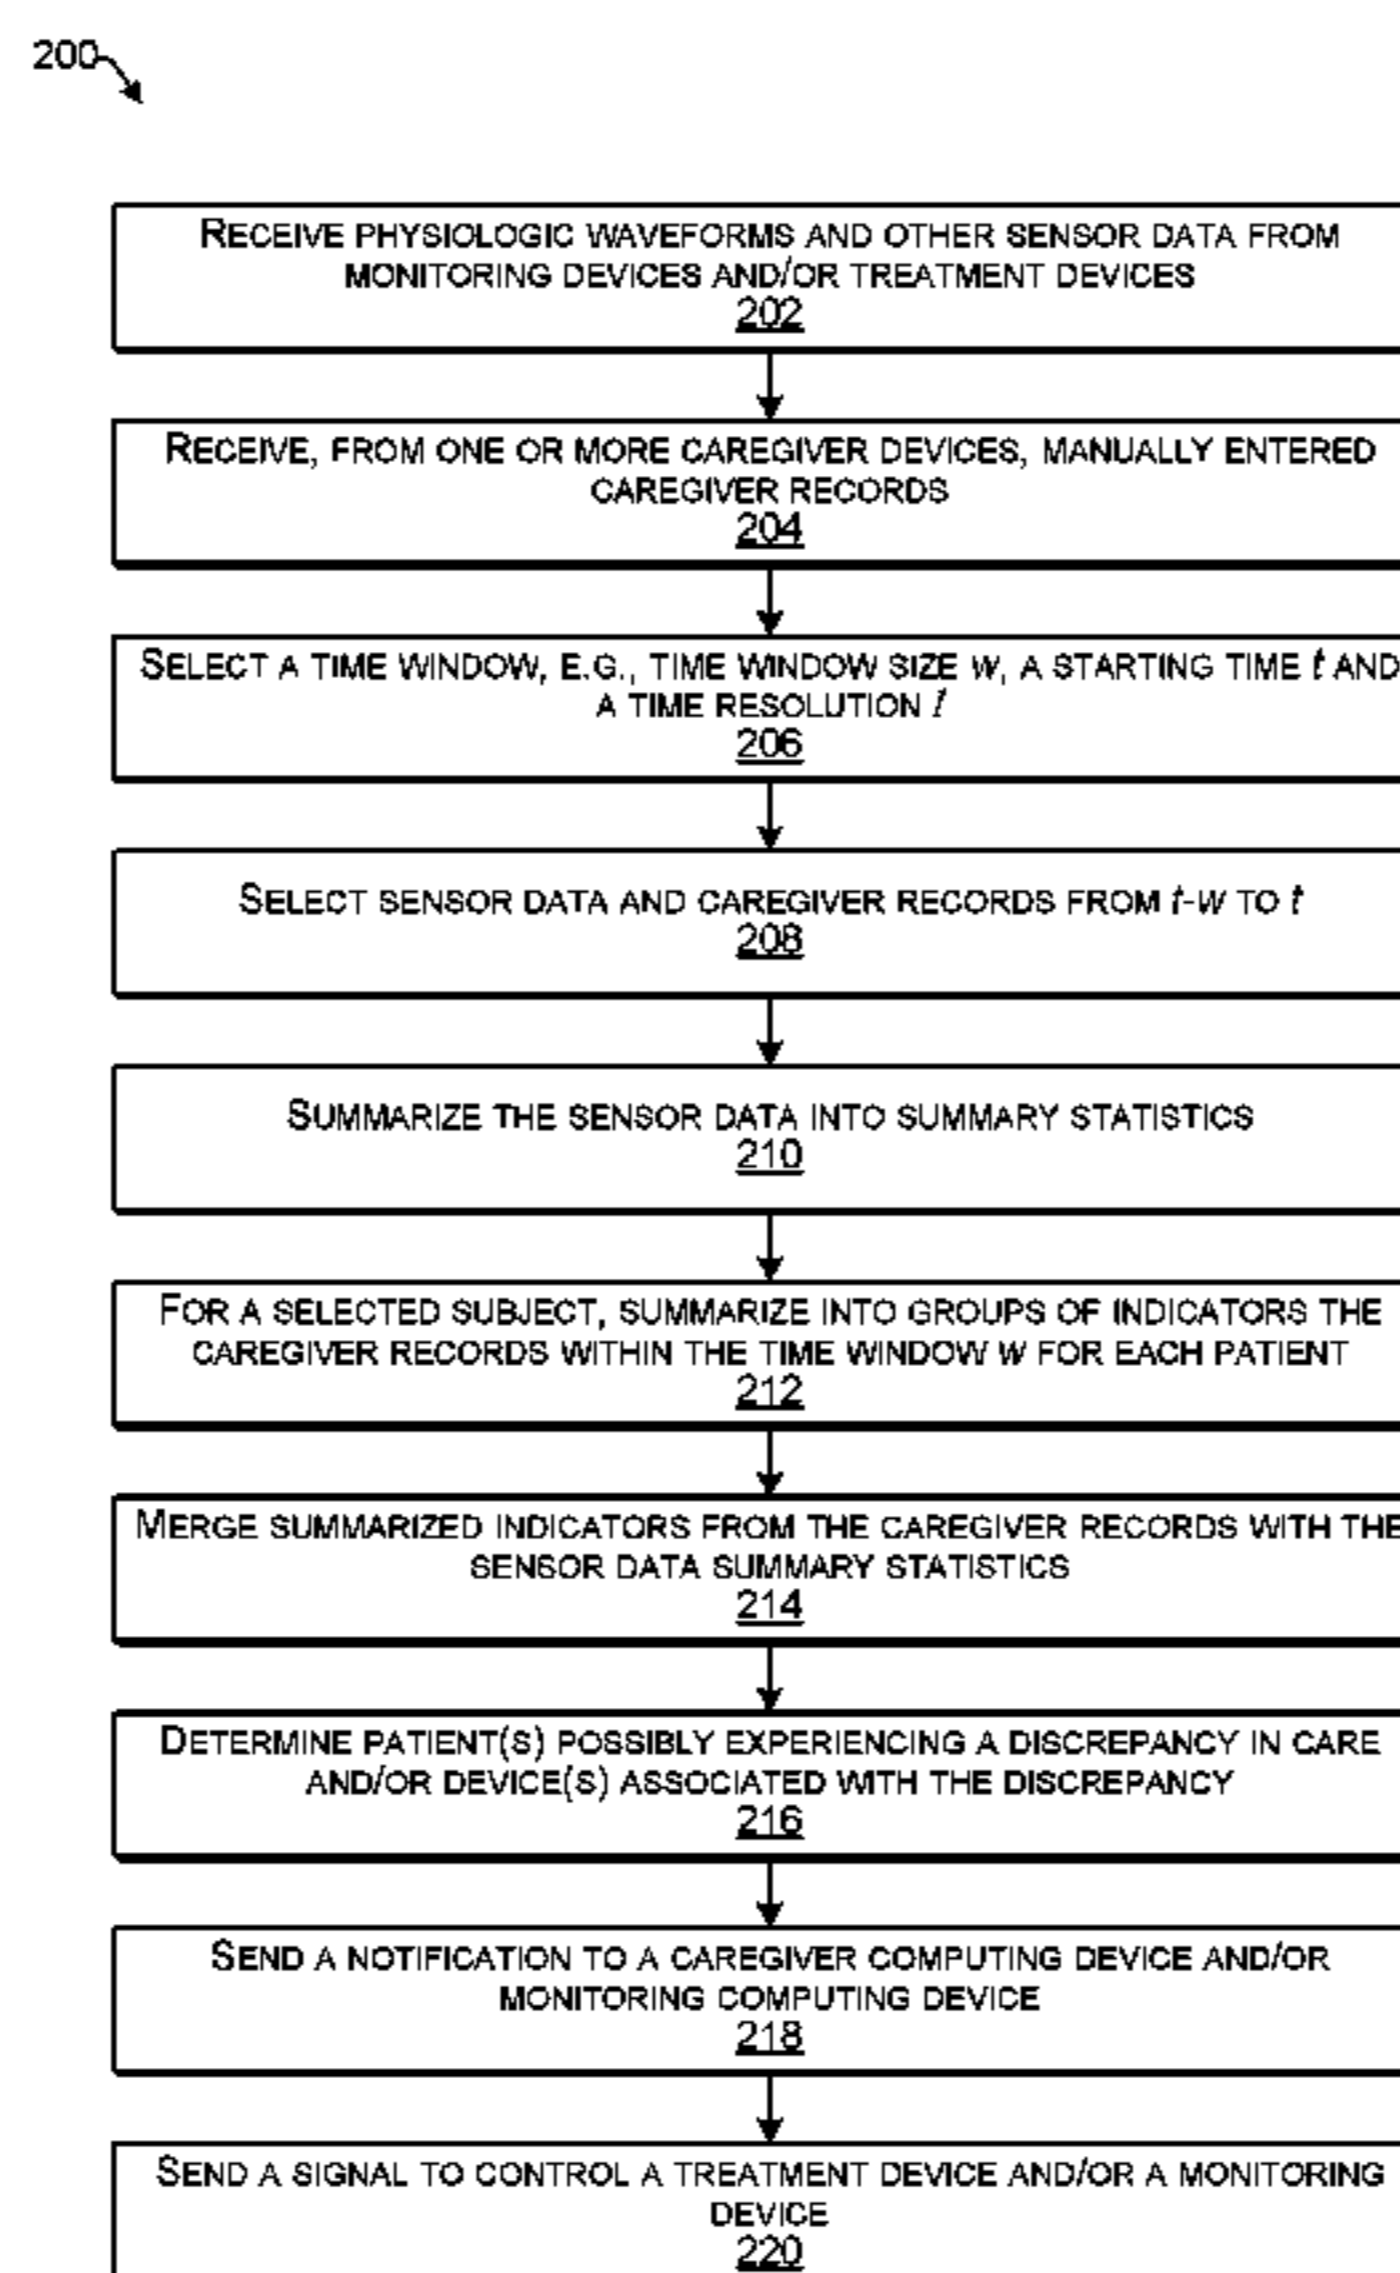 200
RECEIVE PHYSIOLOGIC WAVEFORMS AND OTHER SENSOR DATA FROM
MONITORING DEVICES AND/OR TREATMENT DEVICES
202
RECEIVE, FROM ONE OR MORE CAREGIVER DEVICES, MANUALLY ENTERED
CAREGIVER RECORDS
204
SELECT A TIME WINDOW, E.G., TIME WINDOW SIZE W, A STARTING TIME t AND
A TIME RESOLUTION
206
SELECT SENSOR DATA AND CAREGIVER RECORDS FROM t-W TO t
208
SUMMARIZE THE SENSOR DATA INTO SUMMARY STATISTICS
210
FOR A SELECTED SUBJECT, SUMMARIZE INTO GROUPS OF INDICATORS THE
CAREGIVER RECORDS WITHIN THE TIME WINDOW W FOR EACH PATIENT
212
MERGE SUMMARIZED INDICATORS FROM THE CAREGIVER RECORDS WITH THE
SENSOR DATA SUMMARY STATISTICS
214
DETERMINE PATIENT(S) POSSIBLY EXPERIENCING A DISCREPANCY IN CARE
AND/OR DEVICE(S) ASSOCIATED WITH THE DISCREPANCY
216
SEND A NOTIFICATION TO A CAREGIVER COMPUTING DEVICE AND/OR
MONITORING COMPUTING DEVICE
218
SEND A SIGNAL TO CONTROL A TREATMENT DEVICE AND/OR A MONITORING
DEVICE
220